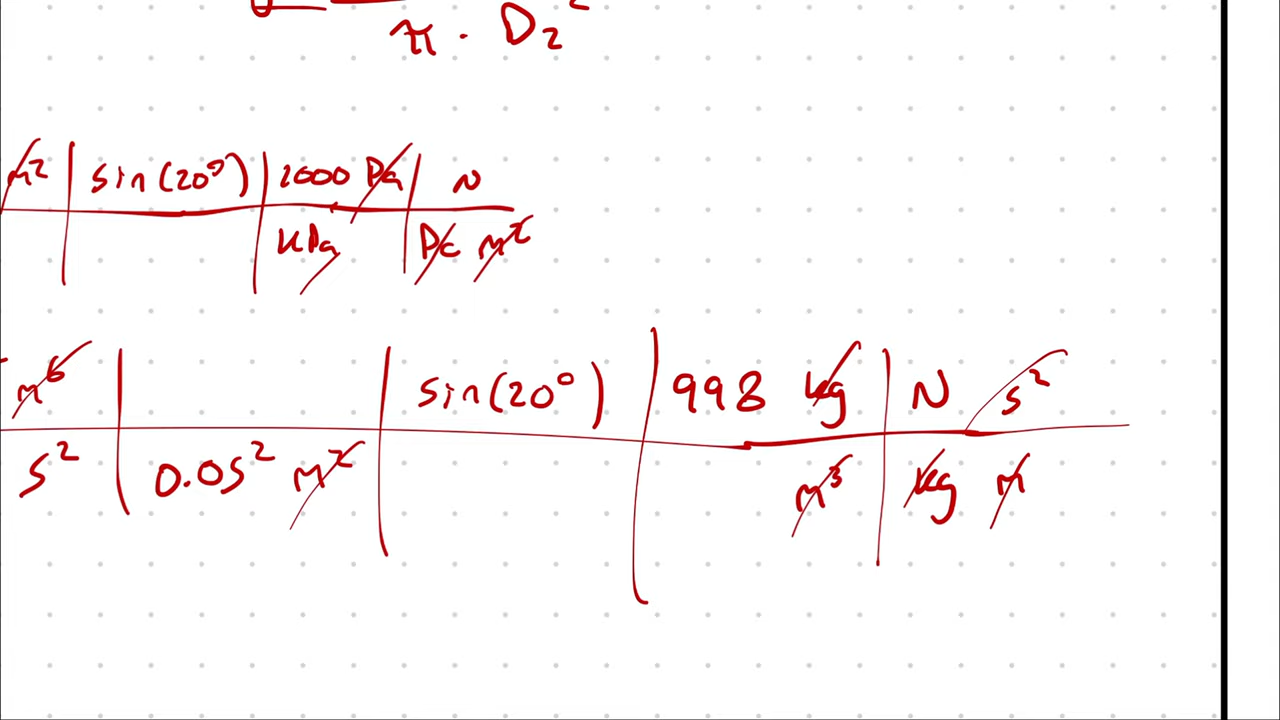 π · D₂²
m² | sin(20°) | 1000 Pa | N
kPa | Pa m²
m⁶ | sin(20°) | 998 kg | N s²
s² | 0.05² m² | m³ | kg m